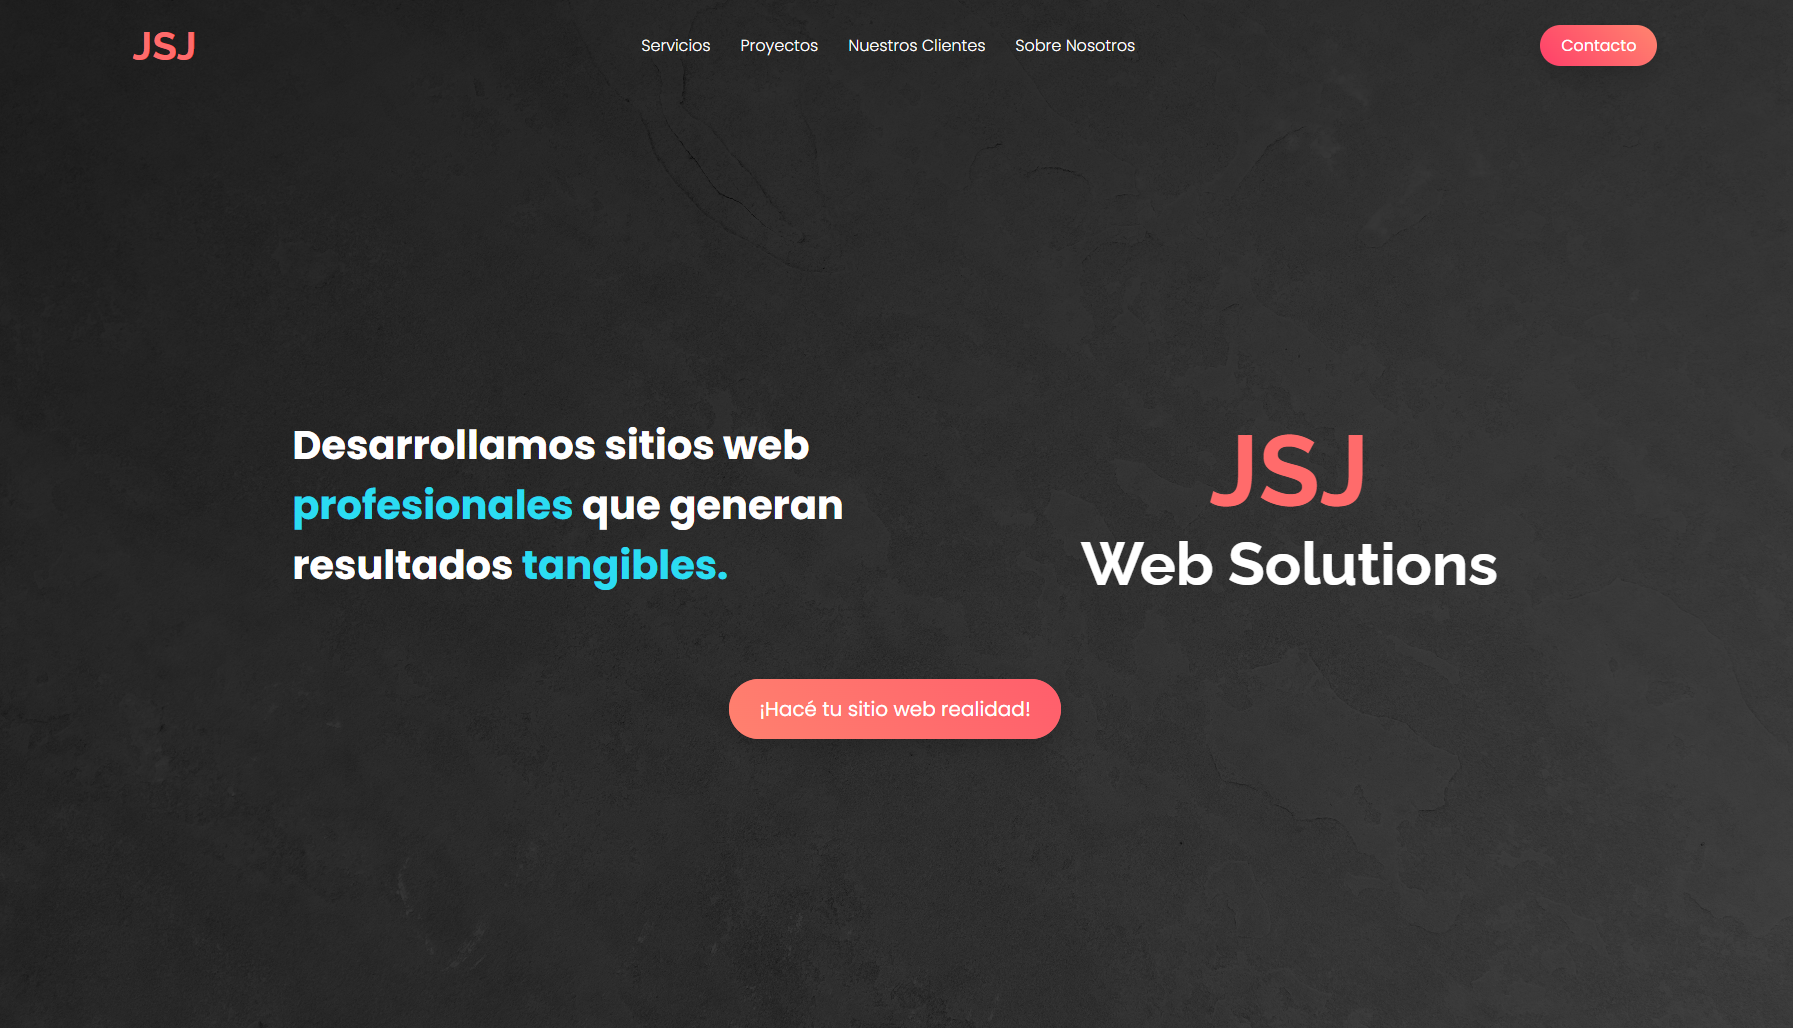 JSJ
Servicios
Proyectos
Nuestros Clientes
Sobre Nosotros
Contacto
Desarrollamos sitios web
profesionales que generan
resultados tangibles.
JSJ
Web Solutions
¡Hacé tu sitio web realidad!